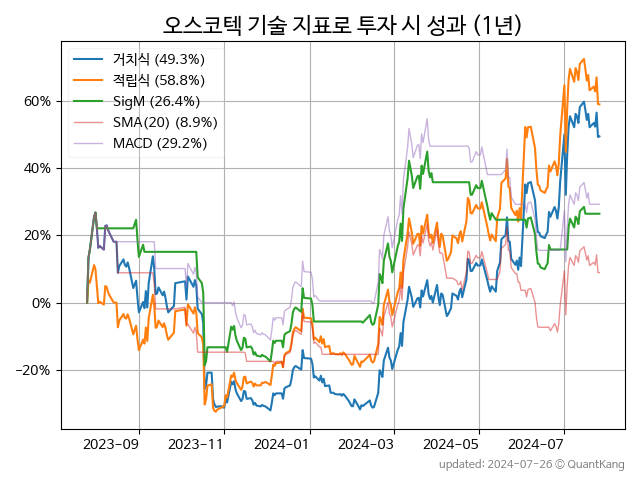 오스코텍 기술 지표로 투자 시 성과 (1년)
거치식 (49.3%)
적립식 (58.8%)
SigM (26.4%)
SMA(20) (8.9%)
MACD (29.2%)
60%
40%
20%
0%
−20%
2023-09
2023-11
2024-01
2024-03
2024-05
2024-07
updated: 2024-07-26 © QuantKang